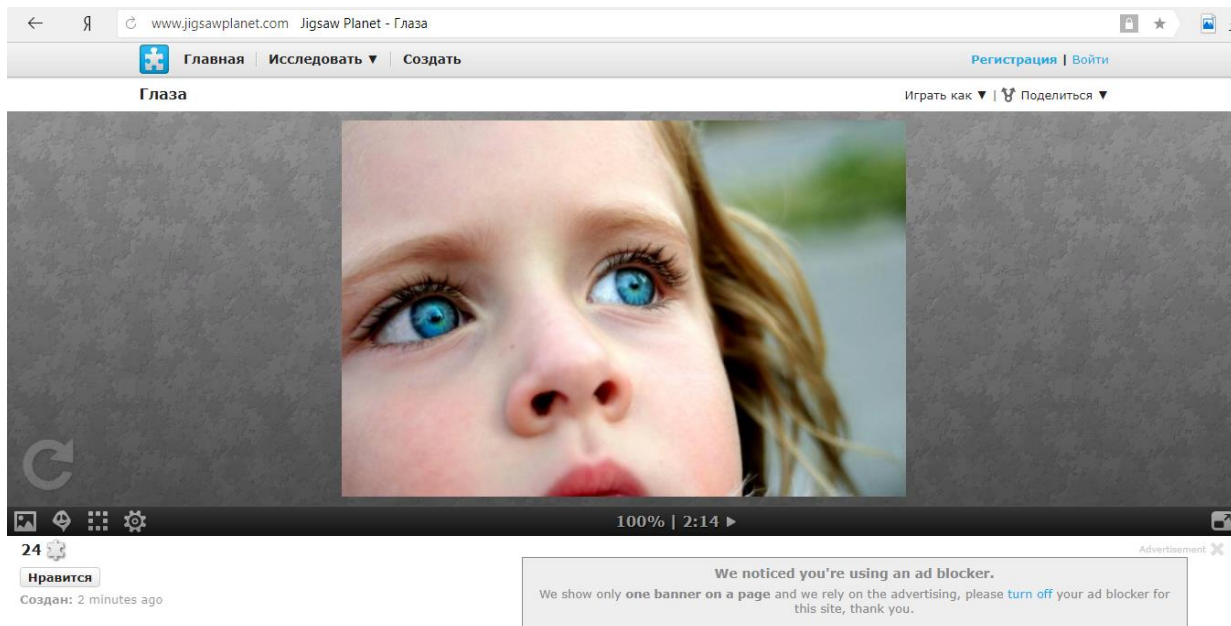 Я www.jigsawplanet.com Jigsaw Planet - Глаза
Главная Исследовать ▼ Создать Регистрация | Войти
Глаза Играть как ▼ | Поделиться ▼
100% | 2:14
24
Advertisement
Нравится
We noticed you're using an ad blocker.
Создан: 2 minutes ago
We show only one banner on a page and we rely on the advertising, please turn off your ad blocker for
this site, thank you.